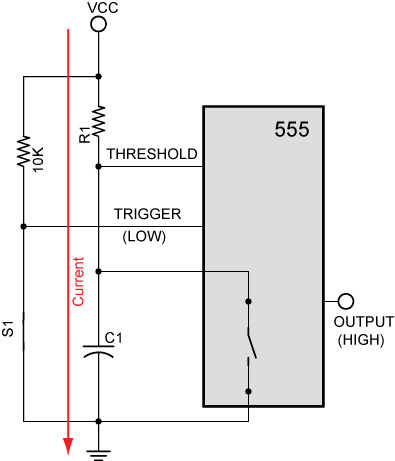 VCC
555
R1
10K
THRESHOLD
TRIGGER
(LOW)
Current
S1
C1
OUTPUT
(HIGH)